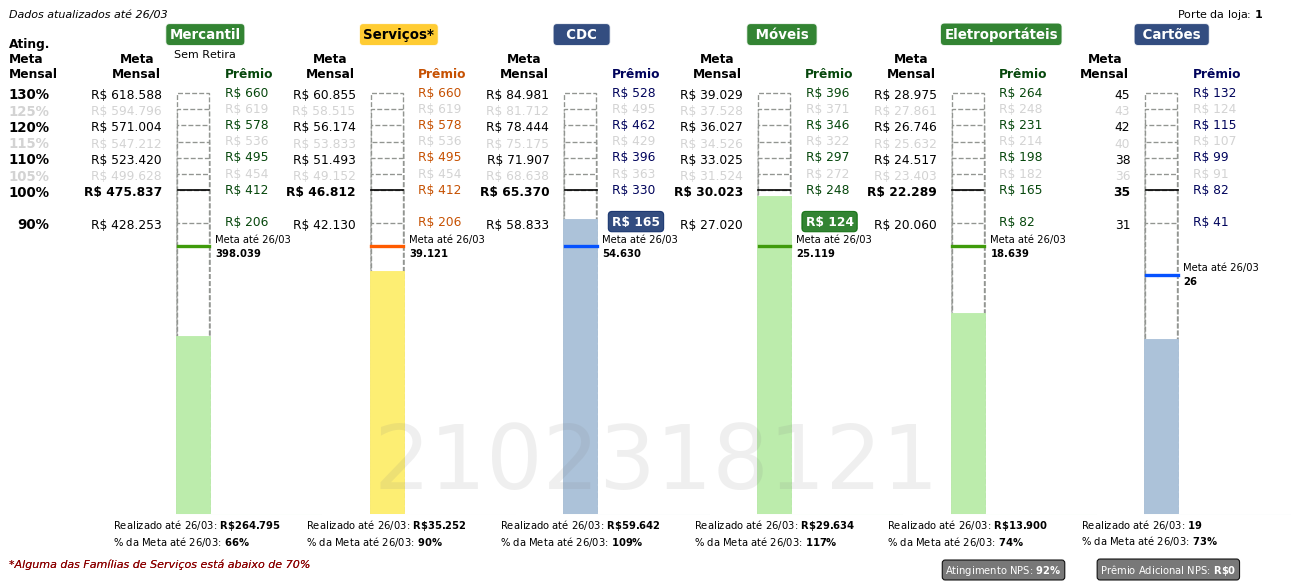 Dados atualizados até 26/03
Porte da loja: 1
Mercantil Serviços* CDC Móveis Eletroportáteis Cartões
Sem Retira
Ating. Meta Mensal
Meta Mensal Prêmio Meta Mensal Prêmio Meta Mensal Prêmio Meta Mensal Prêmio Meta Mensal Prêmio Meta Mensal Prêmio
130% R$ 618.588 R$ 660 R$ 60.855 R$ 660 R$ 84.981 R$ 528 R$ 39.029 R$ 396 R$ 28.975 R$ 264 45 R$ 132
125% R$ 594.796 R$ 619 R$ 58.515 R$ 619 R$ 81.712 R$ 495 R$ 37.528 R$ 371 R$ 27.861 R$ 248 43 R$ 124
120% R$ 571.004 R$ 578 R$ 56.174 R$ 578 R$ 78.444 R$ 462 R$ 36.027 R$ 346 R$ 26.746 R$ 231 42 R$ 115
115% R$ 547.212 R$ 536 R$ 53.833 R$ 536 R$ 75.175 R$ 429 R$ 34.526 R$ 322 R$ 25.632 R$ 214 40 R$ 107
110% R$ 523.420 R$ 495 R$ 51.493 R$ 495 R$ 71.907 R$ 396 R$ 33.025 R$ 297 R$ 24.517 R$ 198 38 R$ 99
105% R$ 499.628 R$ 454 R$ 49.152 R$ 454 R$ 68.638 R$ 363 R$ 31.524 R$ 272 R$ 23.403 R$ 182 36 R$ 91
100% R$ 475.837 R$ 412 R$ 46.812 R$ 412 R$ 65.370 R$ 330 R$ 30.023 R$ 248 R$ 22.289 R$ 165 35 R$ 82
90% R$ 428.253 R$ 206 R$ 42.130 R$ 206 R$ 58.833 R$ 165 R$ 27.020 R$ 124 R$ 20.060 R$ 82 31 R$ 41
Meta até 26/03 Meta até 26/03 Meta até 26/03 Meta até 26/03 Meta até 26/03
398.039 39.121 54.630 25.119 18.639
Meta até 26/03
26
2102318121
Realizado até 26/03: R$264.795 Realizado até 26/03: R$35.252 Realizado até 26/03: R$59.642 Realizado até 26/03: R$29.634 Realizado até 26/03: R$13.900 Realizado até 26/03: 19
% da Meta até 26/03: 66% % da Meta até 26/03: 90% % da Meta até 26/03: 109% % da Meta até 26/03: 117% % da Meta até 26/03: 74% % da Meta até 26/03: 73%
*Alguma das Famílias de Serviços está abaixo de 70%
Atingimento NPS: 92% Prêmio Adicional NPS: R$0